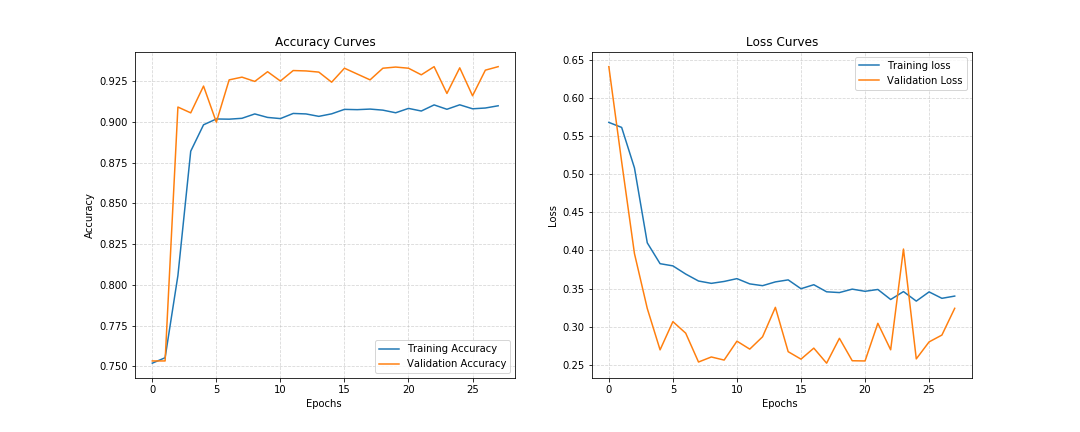 Accuracy Curves
Accuracy
0.925
0.900
0.875
0.850
0.825
0.800
0.775
0.750
Training Accuracy
Validation Accuracy
0 5 10 15 20 25
Epochs
Loss Curves
Loss
0.65
0.60
0.55
0.50
0.45
0.40
0.35
0.30
0.25
Training loss
Validation Loss
0 5 10 15 20 25
Epochs